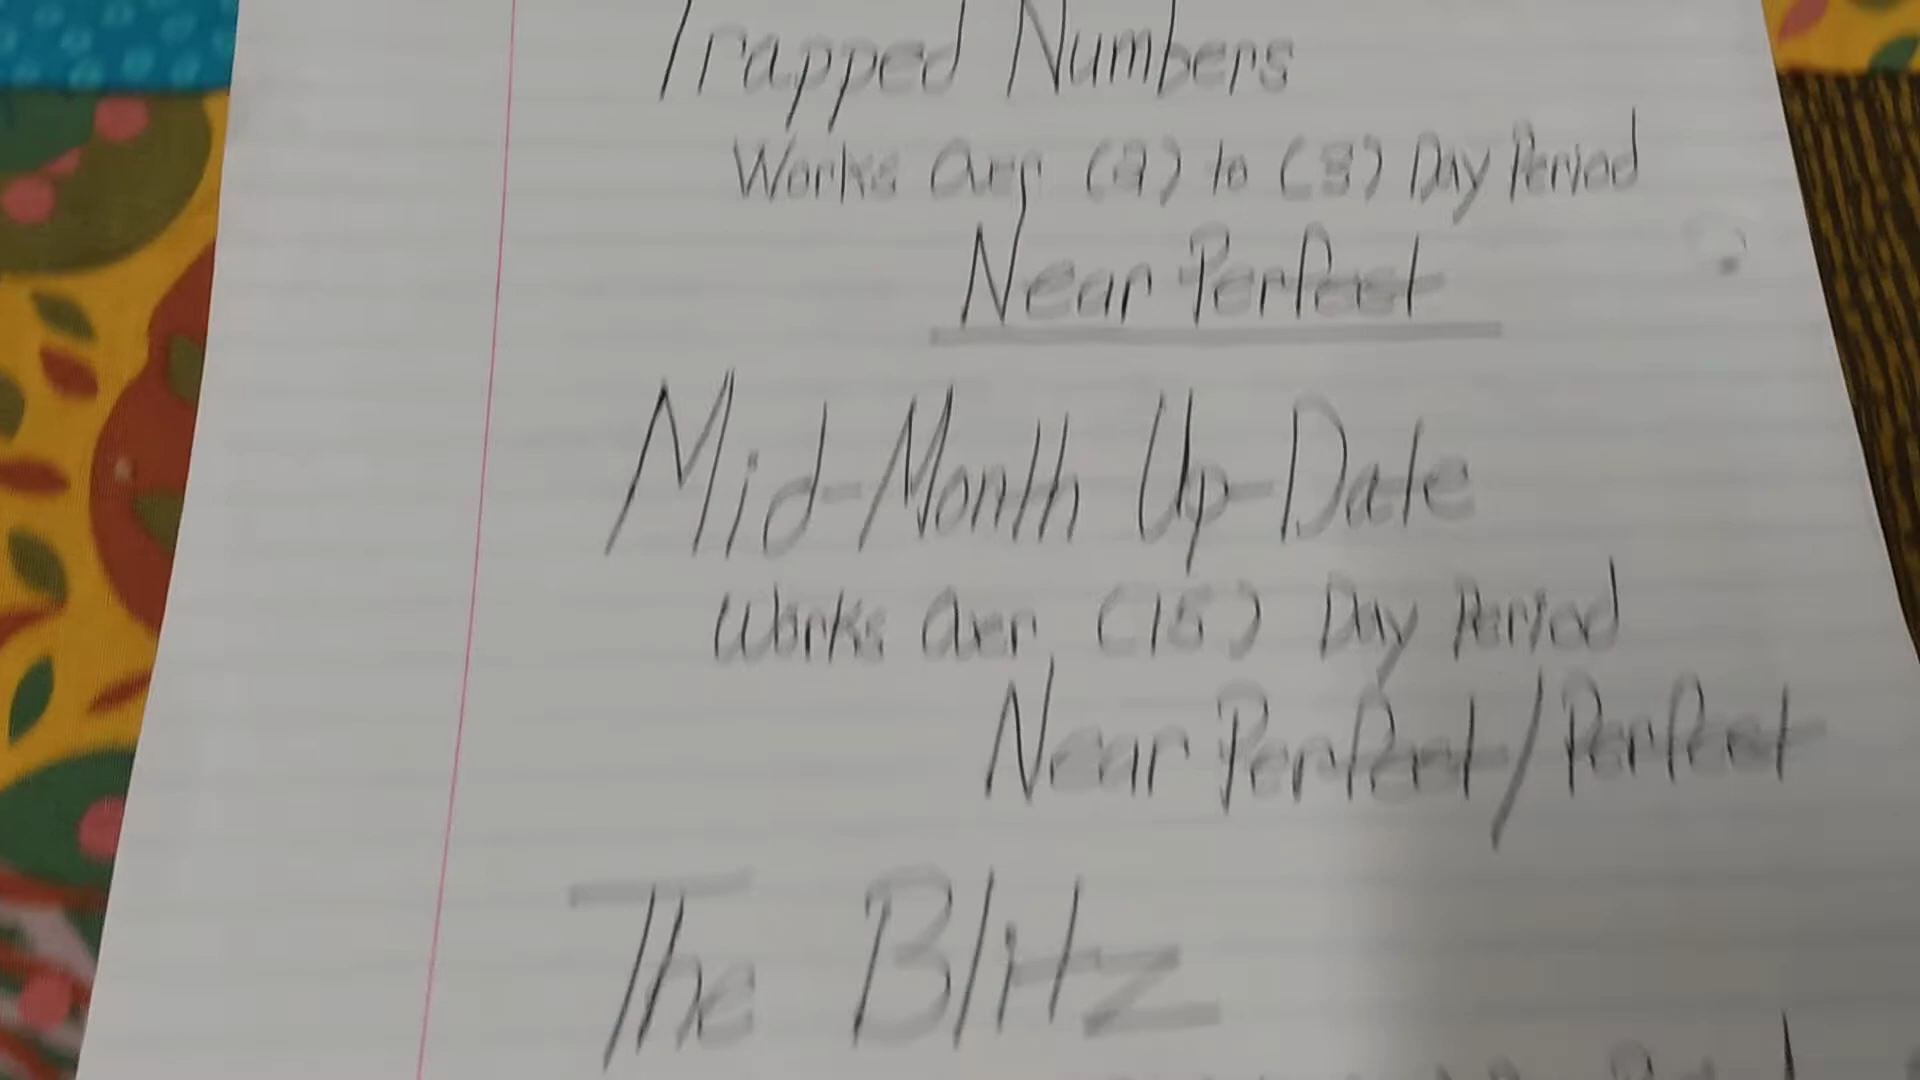 Trapped Numbers
Works Over (2) to (3) Day Period
Near Perfect
Mid-Month Up-Date
Works Over (15) Day Period
Near Perfect/Perfect
The Blitz